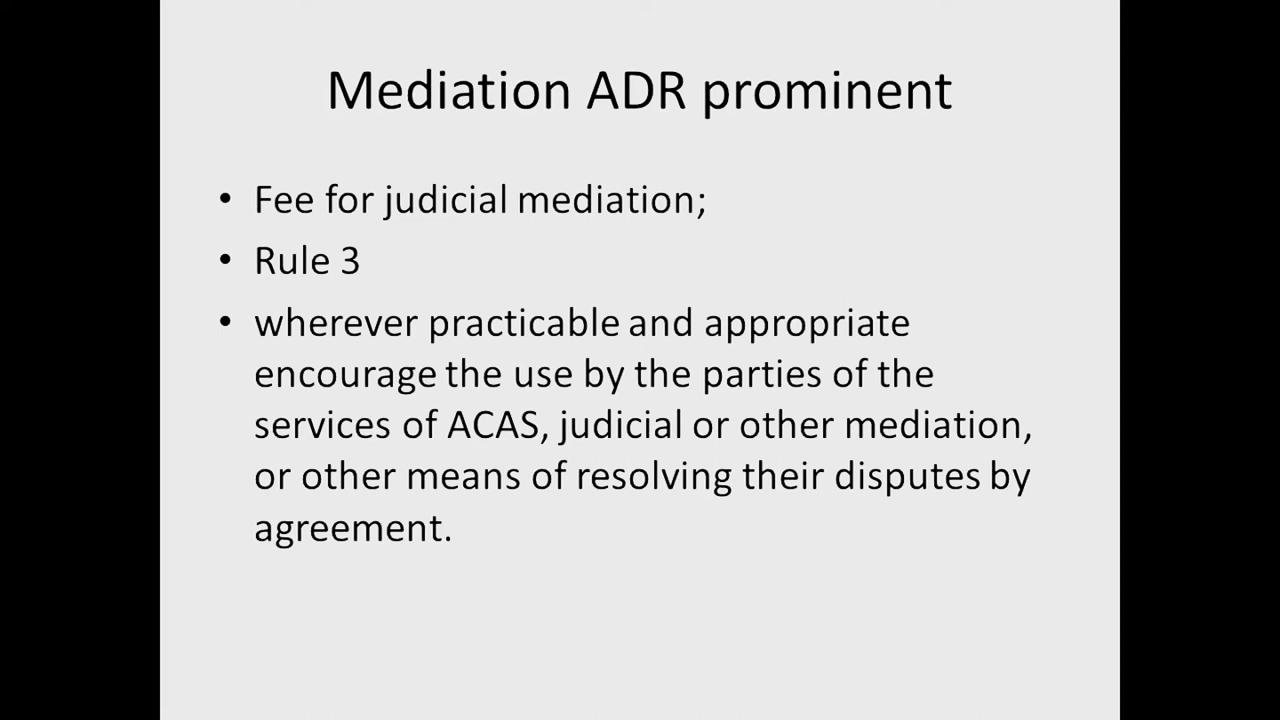 Mediation ADR prominent
• Fee for judicial mediation;
• Rule 3
• wherever practicable and appropriate
encourage the use by the parties of the
services of ACAS, judicial or other mediation,
or other means of resolving their disputes by
agreement.